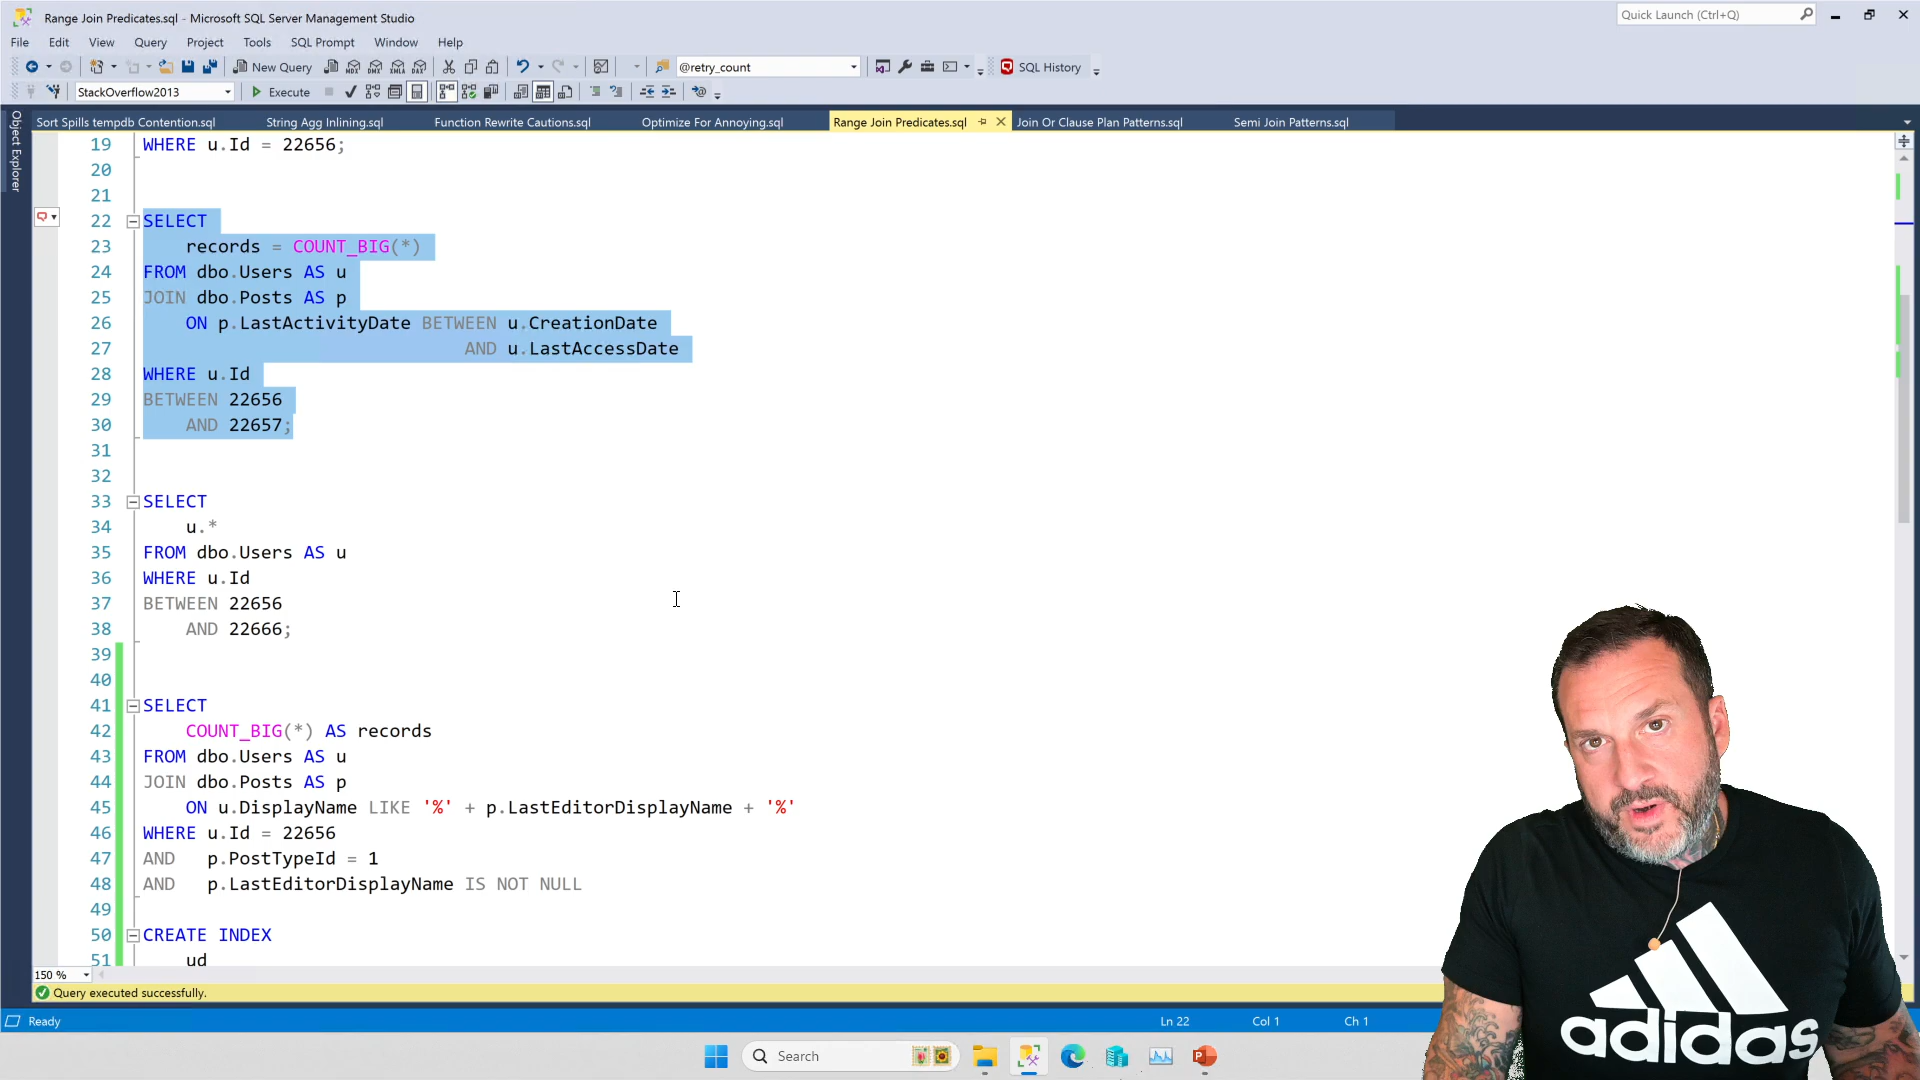 Range Join Predicates.sql - Microsoft SQL Server Management Studio
Quick Launch (Ctrl+Q)
File Edit View Query Project Tools SQL Prompt Window Help
New Query
@retry_count
SQL History
StackOverflow2013
Execute
Sort Spills tempdb Contention.sql String Agg Inlining.sql Function Rewrite Cautions.sql Optimize For Annoying.sql Range Join Predicates.sql Join Or Clause Plan Patterns.sql Semi Join Patterns.sql
Object Explorer
19 WHERE u.Id = 22656;
20
21
22 SELECT
23 records = COUNT_BIG(*)
24 FROM dbo.Users AS u
25 JOIN dbo.Posts AS p
26 ON p.LastActivityDate BETWEEN u.CreationDate
27 AND u.LastAccessDate
28 WHERE u.Id
29 BETWEEN 22656
30 AND 22657;
31
32
33 SELECT
34 u.*
35 FROM dbo.Users AS u
36 WHERE u.Id
37 BETWEEN 22656
38 AND 22666;
39
40
41 SELECT
42 COUNT_BIG(*) AS records
43 FROM dbo.Users AS u
44 JOIN dbo.Posts AS p
45 ON u.DisplayName LIKE '%' + p.LastEditorDisplayName + '%'
46 WHERE u.Id = 22656
47 AND p.PostTypeId = 1
48 AND p.LastEditorDisplayName IS NOT NULL
49
50 CREATE INDEX
51 ud
150 %
Query executed successfully.
Ready
Ln 22 Col 1 Ch 1
Search
adidas